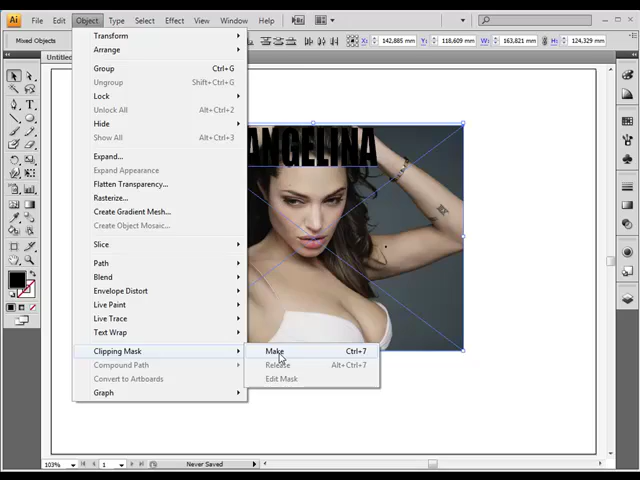 Ai File Edit Object Type Select Effect View Window Help Br
Mixed Objects
X: 142,885 mm Y: 118,609 mm W: 163,821 mm H: 124,329 mm
Untitled
Transform
Arrange
Group Ctrl+G
Ungroup Shift+Ctrl+G
Lock
Unlock All Alt+Ctrl+2
Hide
Show All Alt+Ctrl+3
Expand...
Expand Appearance
Flatten Transparency...
Rasterize...
Create Gradient Mesh...
Create Object Mosaic...
Slice
Path
Blend
Envelope Distort
Live Paint
Live Trace
Text Wrap
Clipping Mask
Compound Path
Convert to Artboards
Graph
Make Ctrl+7
Release Alt+Ctrl+7
Edit Mask
ANGELINA
103% 1 Never Saved